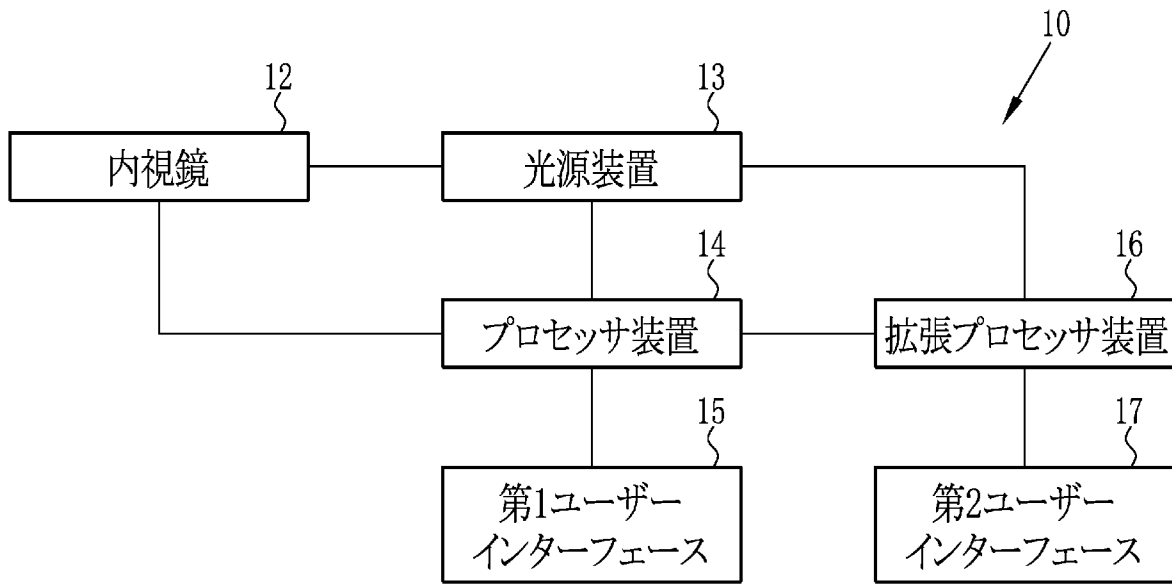 10
12
13
内視鏡
光源装置
14
16
プロセッサ装置
拡張プロセッサ装置
15
17
第1ユーザー
インターフェース
第2ユーザー
インターフェース